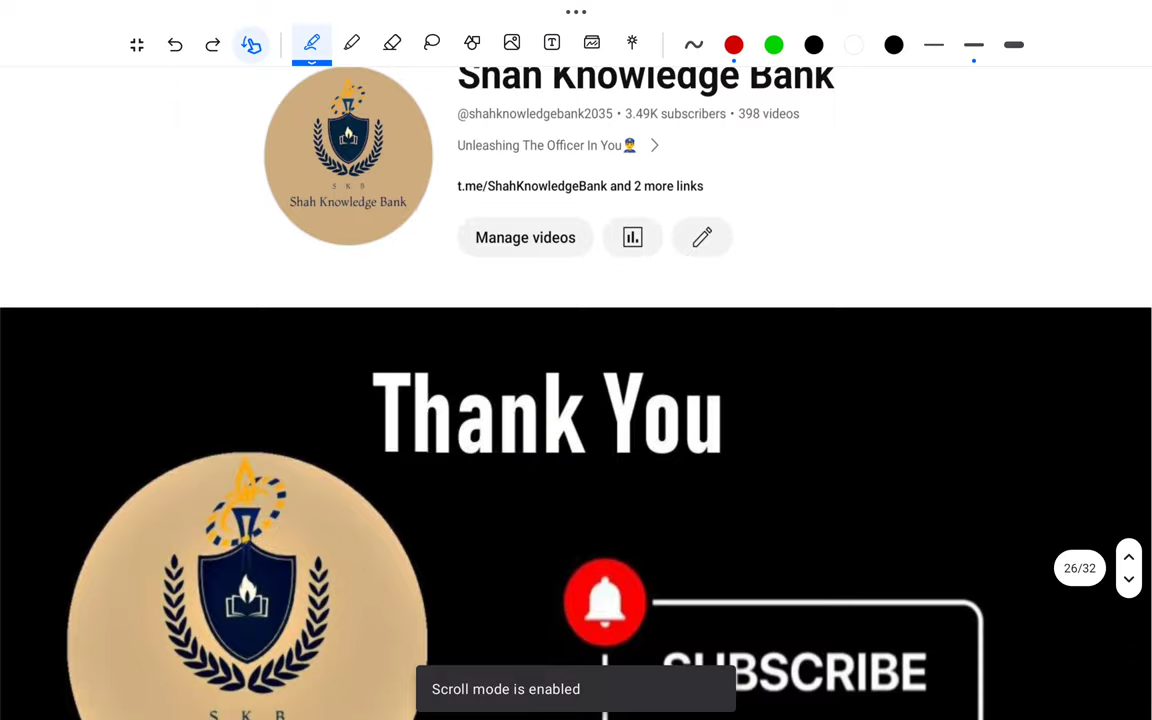 Shah Knowledge Bank
@shahknowledgebank2035 • 3.49K subscribers • 398 videos
Unleashing The Officer In You
t.me/ShahKnowledgeBank and 2 more links
S K B
Shah Knowledge Bank
Manage videos
Thank You
26/32
SUBSCRIBE
Scroll mode is enabled
S K B